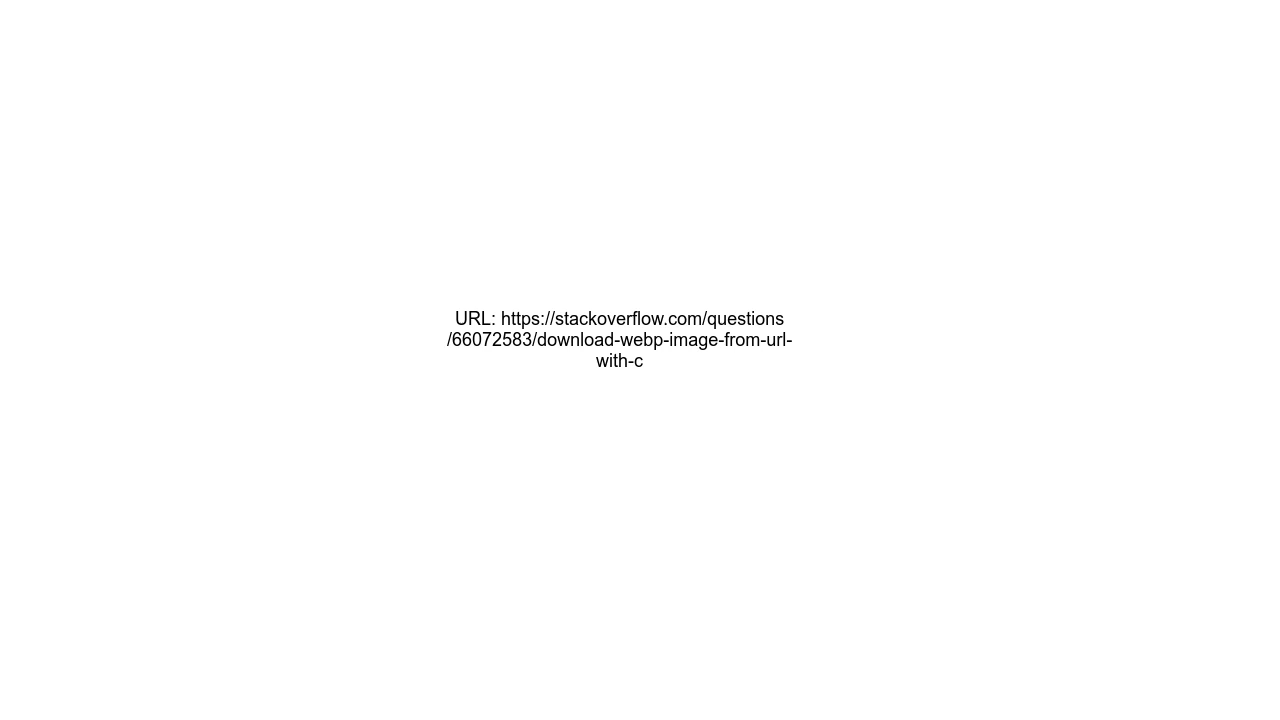 URL: https://stackoverflow.com/questions
/66072583/download-webp-image-from-url-
with-c